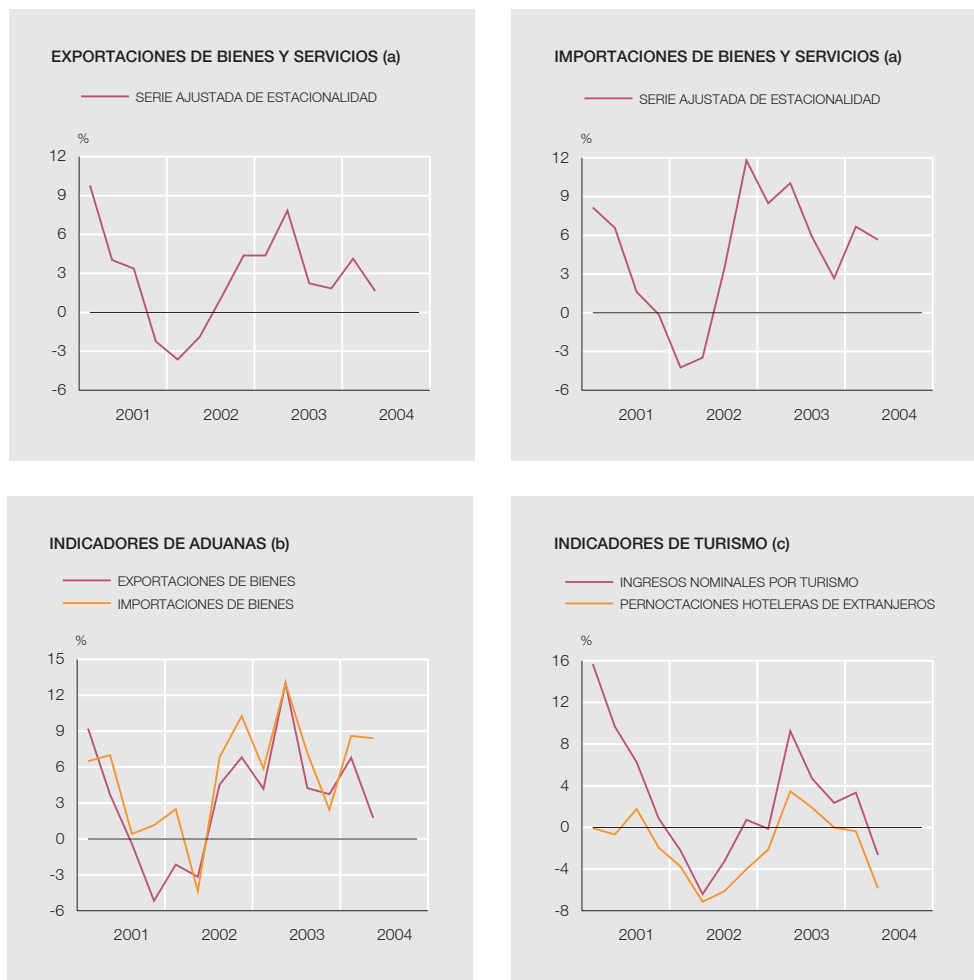 EXPORTACIONES DE BIENES Y SERVICIOS (a)
SERIE AJUSTADA DE ESTACIONALIDAD
%
12
9
6
3
0
-3
-6
2001 2002 2003 2004
IMPORTACIONES DE BIENES Y SERVICIOS (a)
SERIE AJUSTADA DE ESTACIONALIDAD
%
12
9
6
3
0
-3
-6
2001 2002 2003 2004
INDICADORES DE ADUANAS (b)
EXPORTACIONES DE BIENES
IMPORTACIONES DE BIENES
%
15
12
9
6
3
0
-3
-6
2001 2002 2003 2004
INDICADORES DE TURISMO (c)
INGRESOS NOMINALES POR TURISMO
PERNOCTACIONES HOTELERAS DE EXTRANJEROS
%
16
12
8
4
0
-4
-8
2001 2002 2003 2004